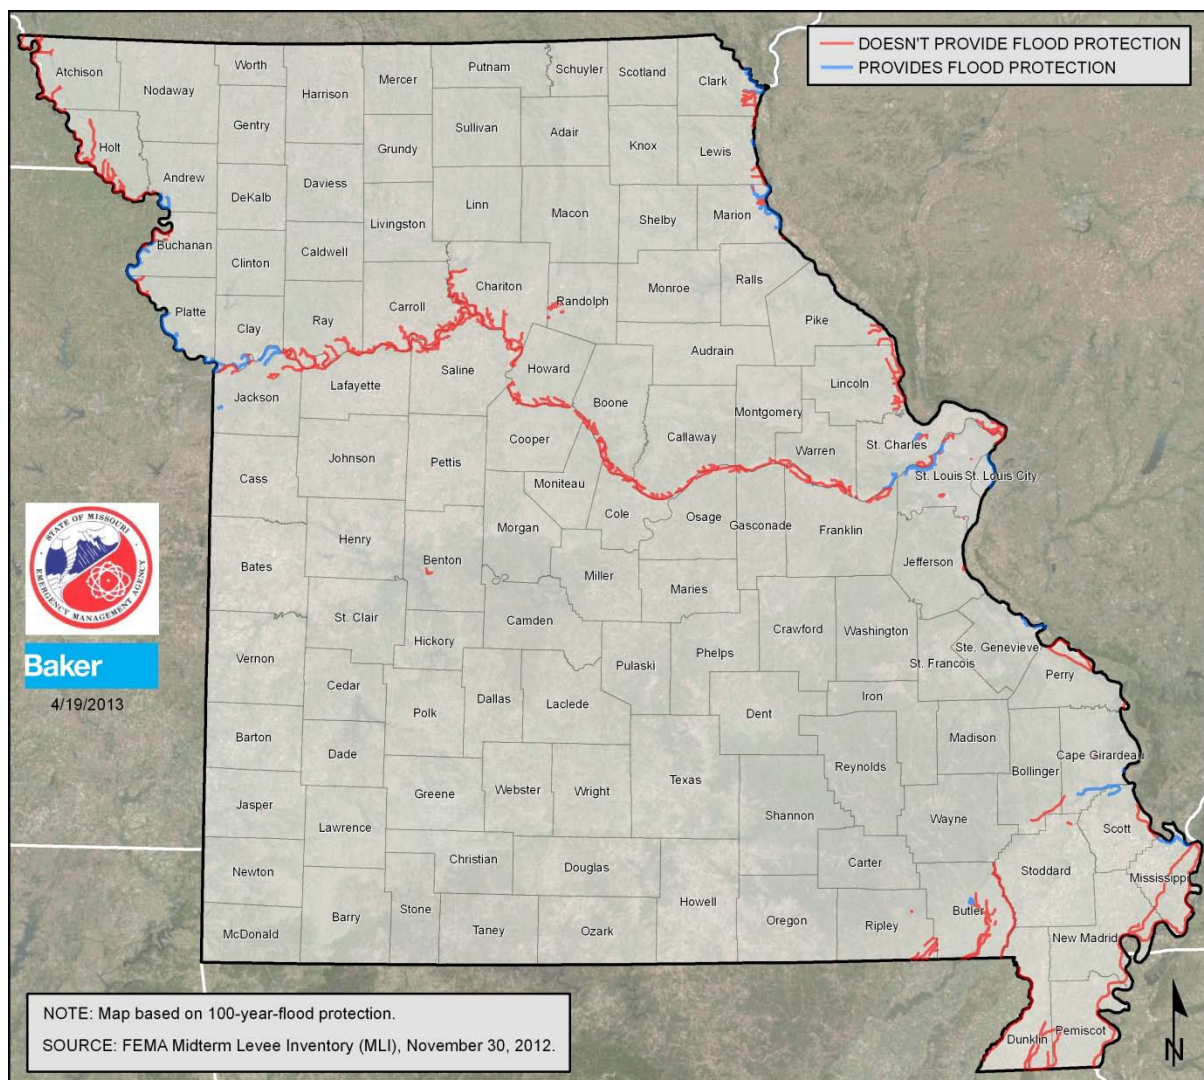 DOESN'T PROVIDE FLOOD PROTECTION
PROVIDES FLOOD PROTECTION
Atchison
Nodaway
Worth
Harrison
Mercer
Putnam
Schuyler
Scotland
Clark
Holt
Gentry
Grundy
Sullivan
Adair
Knox
Lewis
Andrew
DeKalb
Daviess
Livingston
Linn
Macon
Shelby
Marion
Buchanan
Clinton
Caldwell
Chariton
Randolph
Monroe
Ralls
Platte
Clay
Ray
Carroll
Pike
Audrain
Jackson
Lafayette
Saline
Howard
Boone
Callaway
Montgomery
Lincoln
Warren
St. Charles
Cass
Johnson
Pettis
Cooper
Moniteau
St. Louis
St. Louis City
Cole
Osage
Gasconade
Franklin
Morgan
Bates
Henry
Benton
Miller
Maries
Jefferson
St. Clair
Hickory
Camden
Pulaski
Phelps
Crawford
Washington
St. Francois
Ste. Genevieve
Perry
STATE OF MISSOURI
EMERGENCY MANAGEMENT AGENCY
Baker
4/19/2013
Vernon
Cedar
Polk
Dallas
Laclede
Dent
Iron
Madison
Bollinger
Cape Girardeau
Barton
Dade
Greene
Webster
Wright
Texas
Reynolds
Jasper
Lawrence
Shannon
Wayne
Scott
Stoddard
Mississippi
Newton
Christian
Douglas
Carter
Howell
McDonald
Barry
Stone
Taney
Ozark
Oregon
Ripley
Butler
New Madrid
Dunklin
Pemiscot
NOTE: Map based on 100-year-flood protection.
SOURCE: FEMA Midterm Levee Inventory (MLI), November 30, 2012.
N